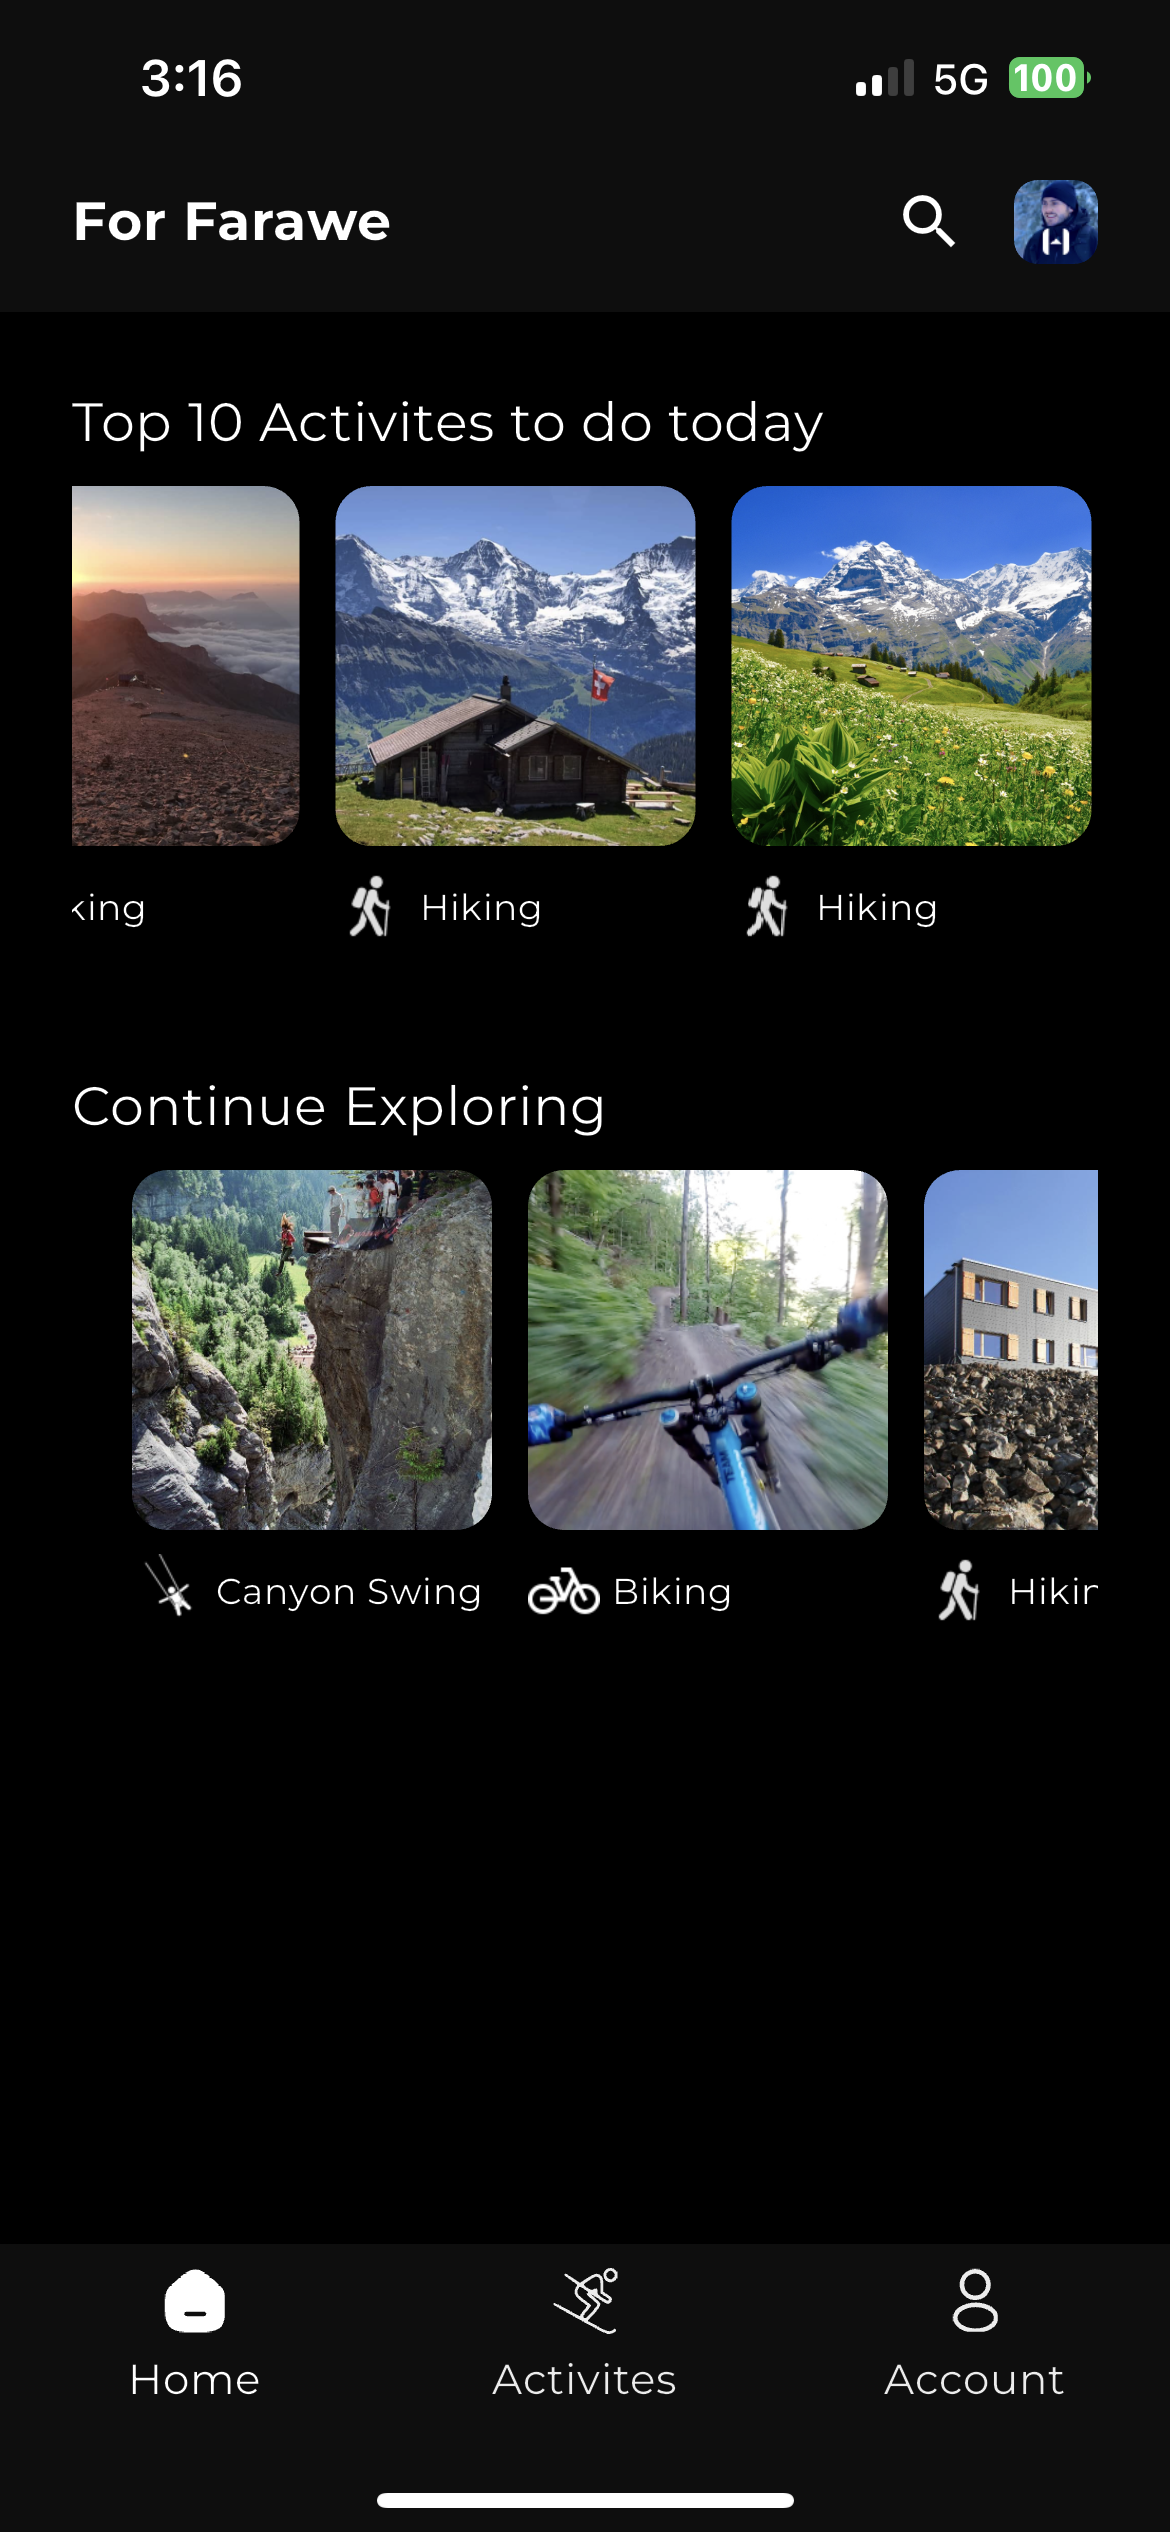 3:16 5G 100
For Farawe
Top 10 Activites to do today
king Hiking Hiking
Continue Exploring
Canyon Swing Biking Hikin
Home Activites Account